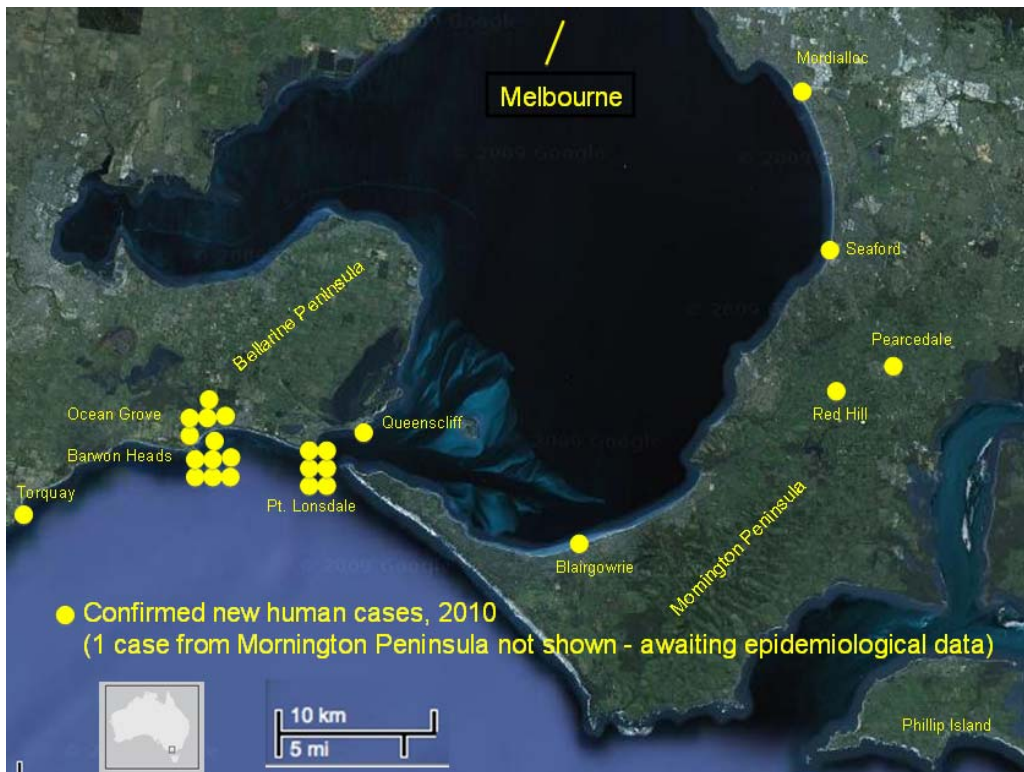 Mordialloc
Melbourne
© 2009 Google
Seaford
Bellarine Peninsula
Pearcedale
Red Hill
Ocean Grove
Queenscliff
Barwon Heads
Torquay
Pt. Lonsdale
Mornington Peninsula
Blairgowrie
Confirmed new human cases, 2010
(1 case from Mornington Peninsula not shown - awaiting epidemiological data)
10 km
5 mi
Phillip Island